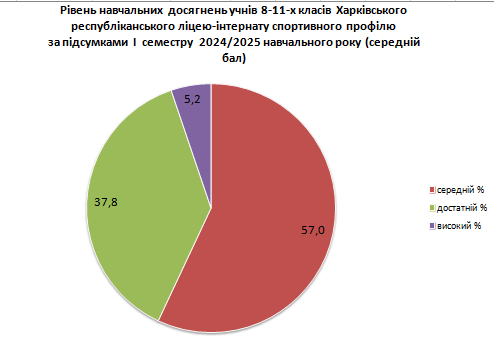 Рівень навчальних досягнень учнів 8-11-х класів Харківського
республіканського ліцею-інтернату спортивного профілю
за підсумками І семестру 2024/2025 навчального року (середній
бал)
5,2
37,8
57,0
середній %
достатній %
високий %